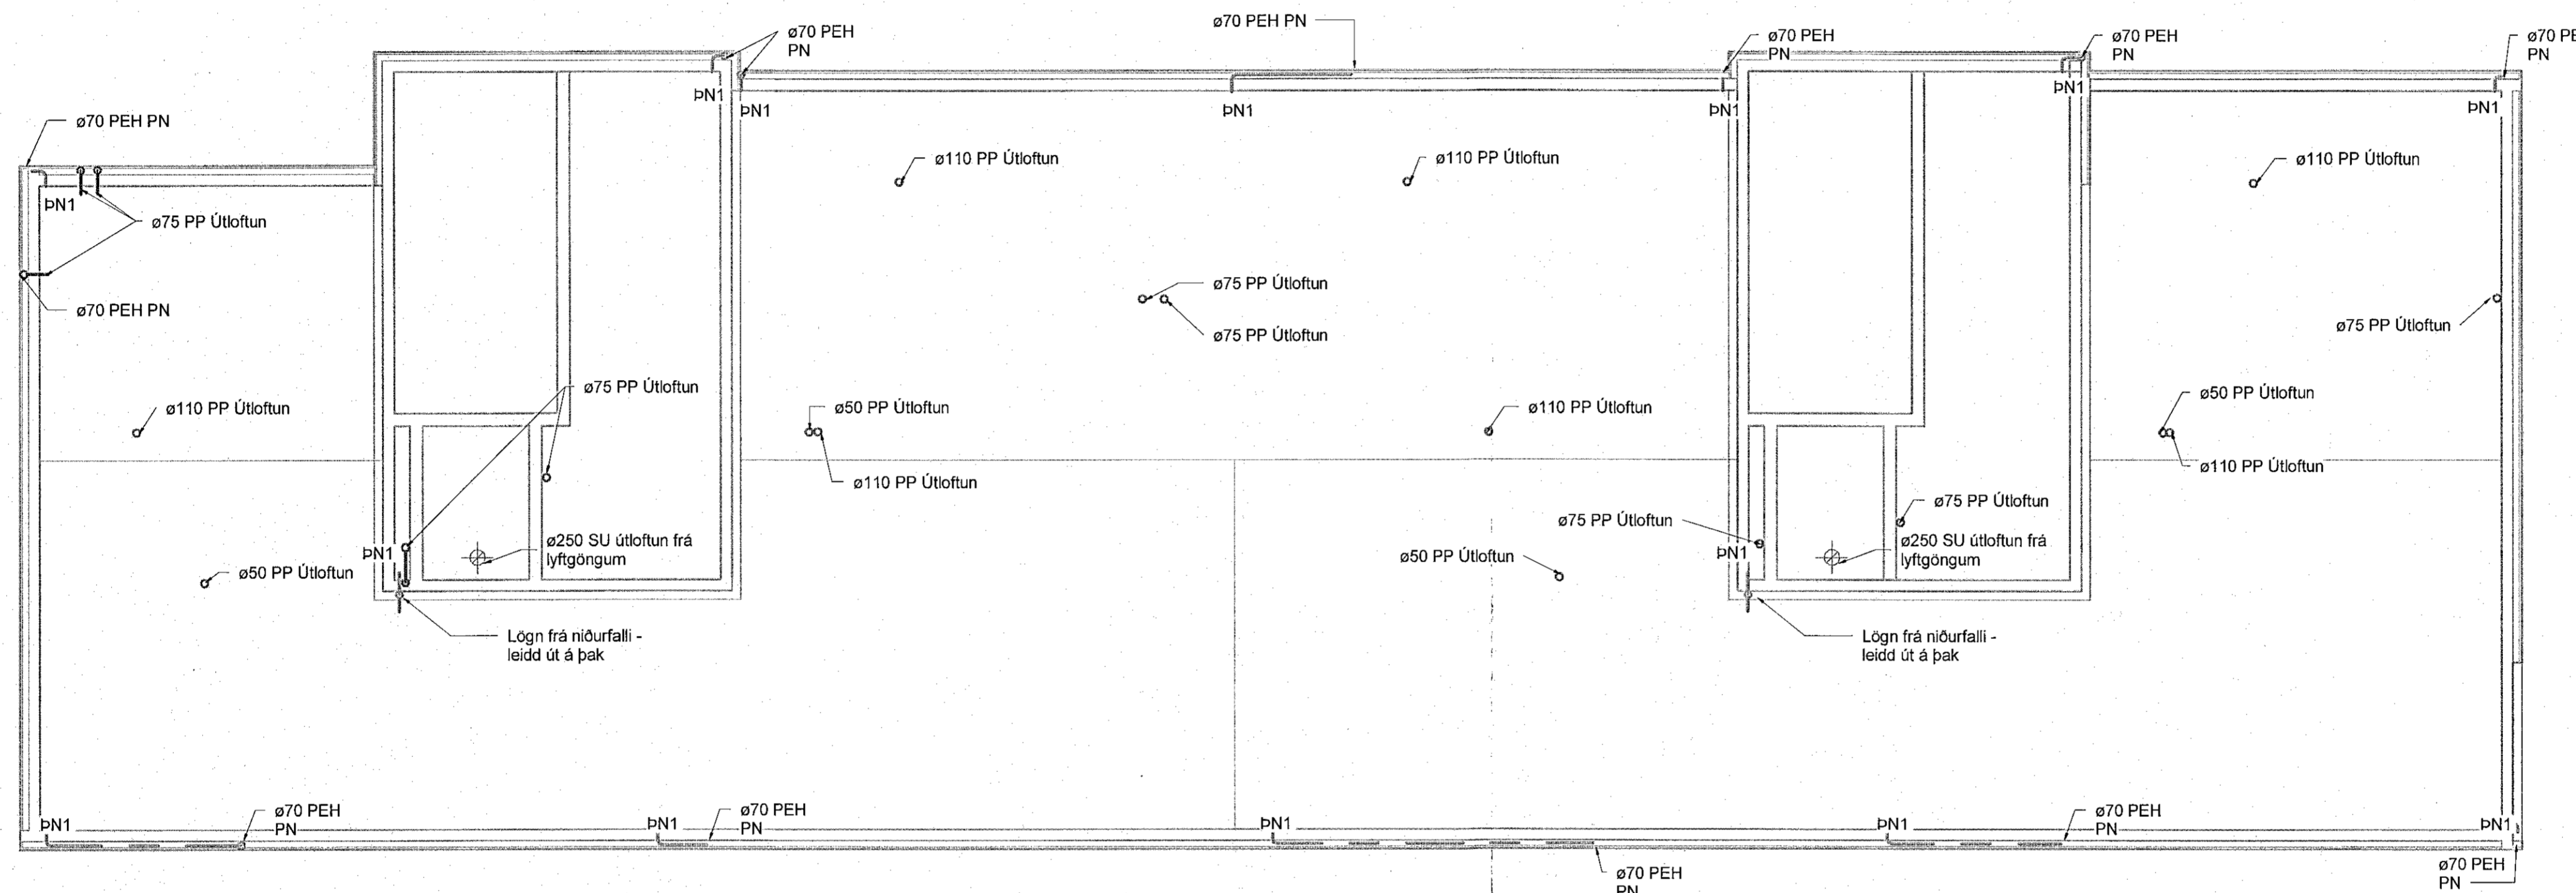 ø70 PEH PN
ø70 PEH
PN
ø70 PEH
PN
ø70 PEH
PN
ø70 PE
PN
ÞN1
ÞN1
ÞN1
ÞN1
ÞN1
ÞN1
ø70 PEH PN
ø110 PP Útloftun
ø110 PP Útloftun
ø110 PP Útloftun
ÞN1
ø75 PP Útloftun
ø70 PEH PN
ø75 PP Útloftun
ø75 PP Útloftun
ø75 PP Útloftun
ø75 PP Útloftun
ø110 PP Útloftun
ø50 PP Útloftun
ø110 PP Útloftun
ø50 PP Útloftun
ø110 PP Útloftun
ø110 PP Útloftun
ø75 PP Útloftun
ø75 PP Útloftun
ÞN1
ø250 SU útloftun frá
lyftgöngum
ø50 PP Útloftun
ÞN1
ø250 SU útloftun frá
lyftgöngum
ø50 PP Útloftun
Lögn frá niðurfalli -
leidd út á þak
Lögn frá niðurfalli -
leidd út á þak
ÞN1
ø70 PEH
PN
ÞN1
ø70 PEH
PN
ÞN1
ø70 PEH
PN
ÞN1
ø70 PEH
PN
ÞN1
ø70 PEH
PN